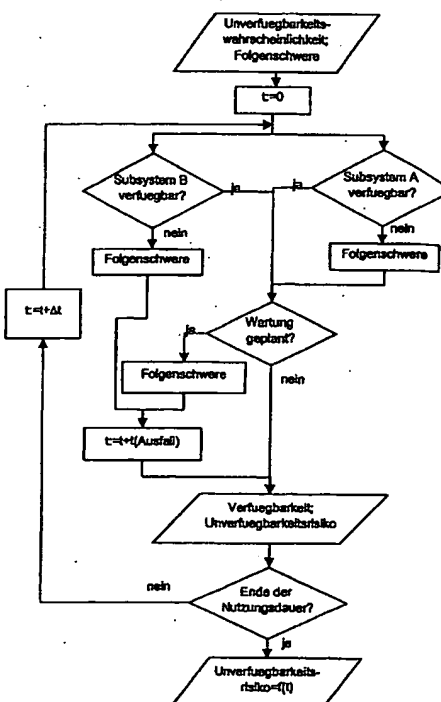 Unverfuegbarkeits-
wahrscheinlichkeit;
Folgenschwere
t:=0
Subsystem B
verfuegbar?
ja
ja
Subsystem A
verfuegbar?
nein
nein
Folgenschwere
Folgenschwere
t:=t+Δt
Wartung
geplant?
ja
Folgenschwere
nein
t:=t+t(Ausfall)
Verfuegbarkeit;
Unverfuegbarkeitsrisiko
nein
Ende der
Nutzungsdauer?
ja
Unverfuegbarkeits-
risiko=f(t)